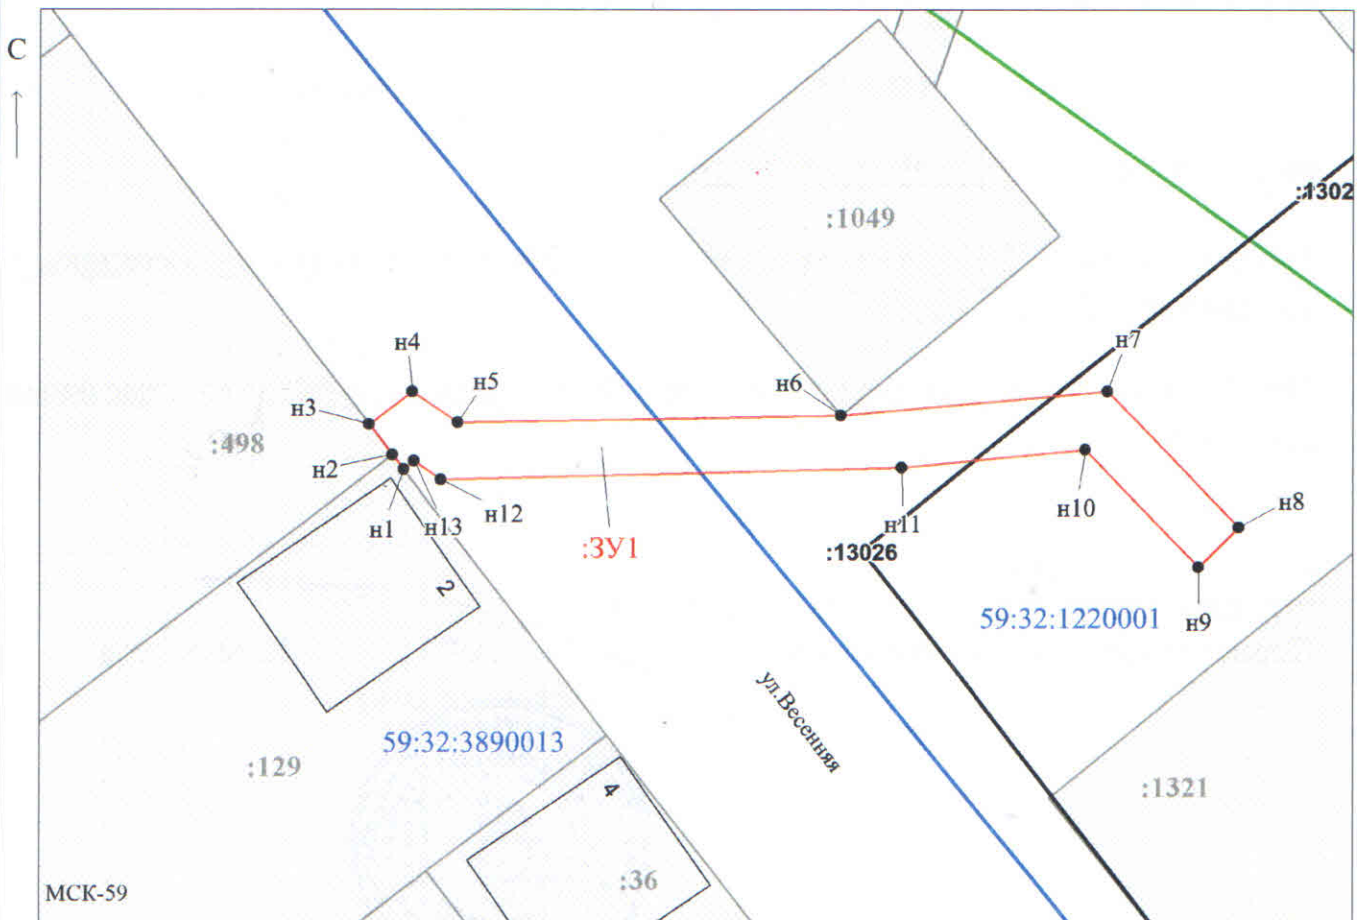 С
:1302
:1049
н7
н4
н6
н5
н3
:498
н2
н8
н10
н12
н11
н1
н13
:ЗУ1
:13026
2
59:32:1220001
н9
ул.Весенняя
59:32:3890013
:129
4
:1321
:36
МСК-59